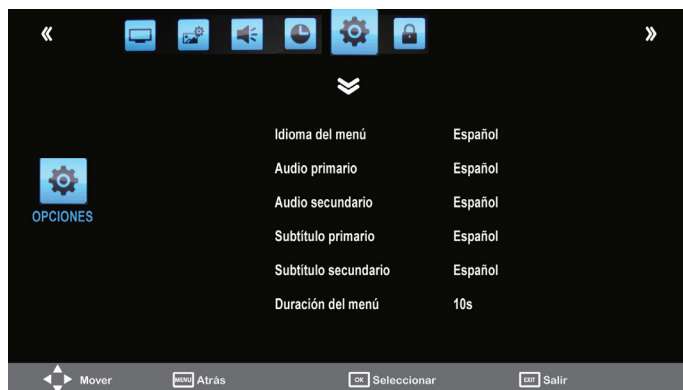 Idioma del menú Español
Audio primario Español
Audio secundario Español
OPCIONES
Subtítulo primario Español
Subtítulo secundario Español
Duración del menú 10s
Mover MENU Atrás OK Seleccionar EXIT Salir